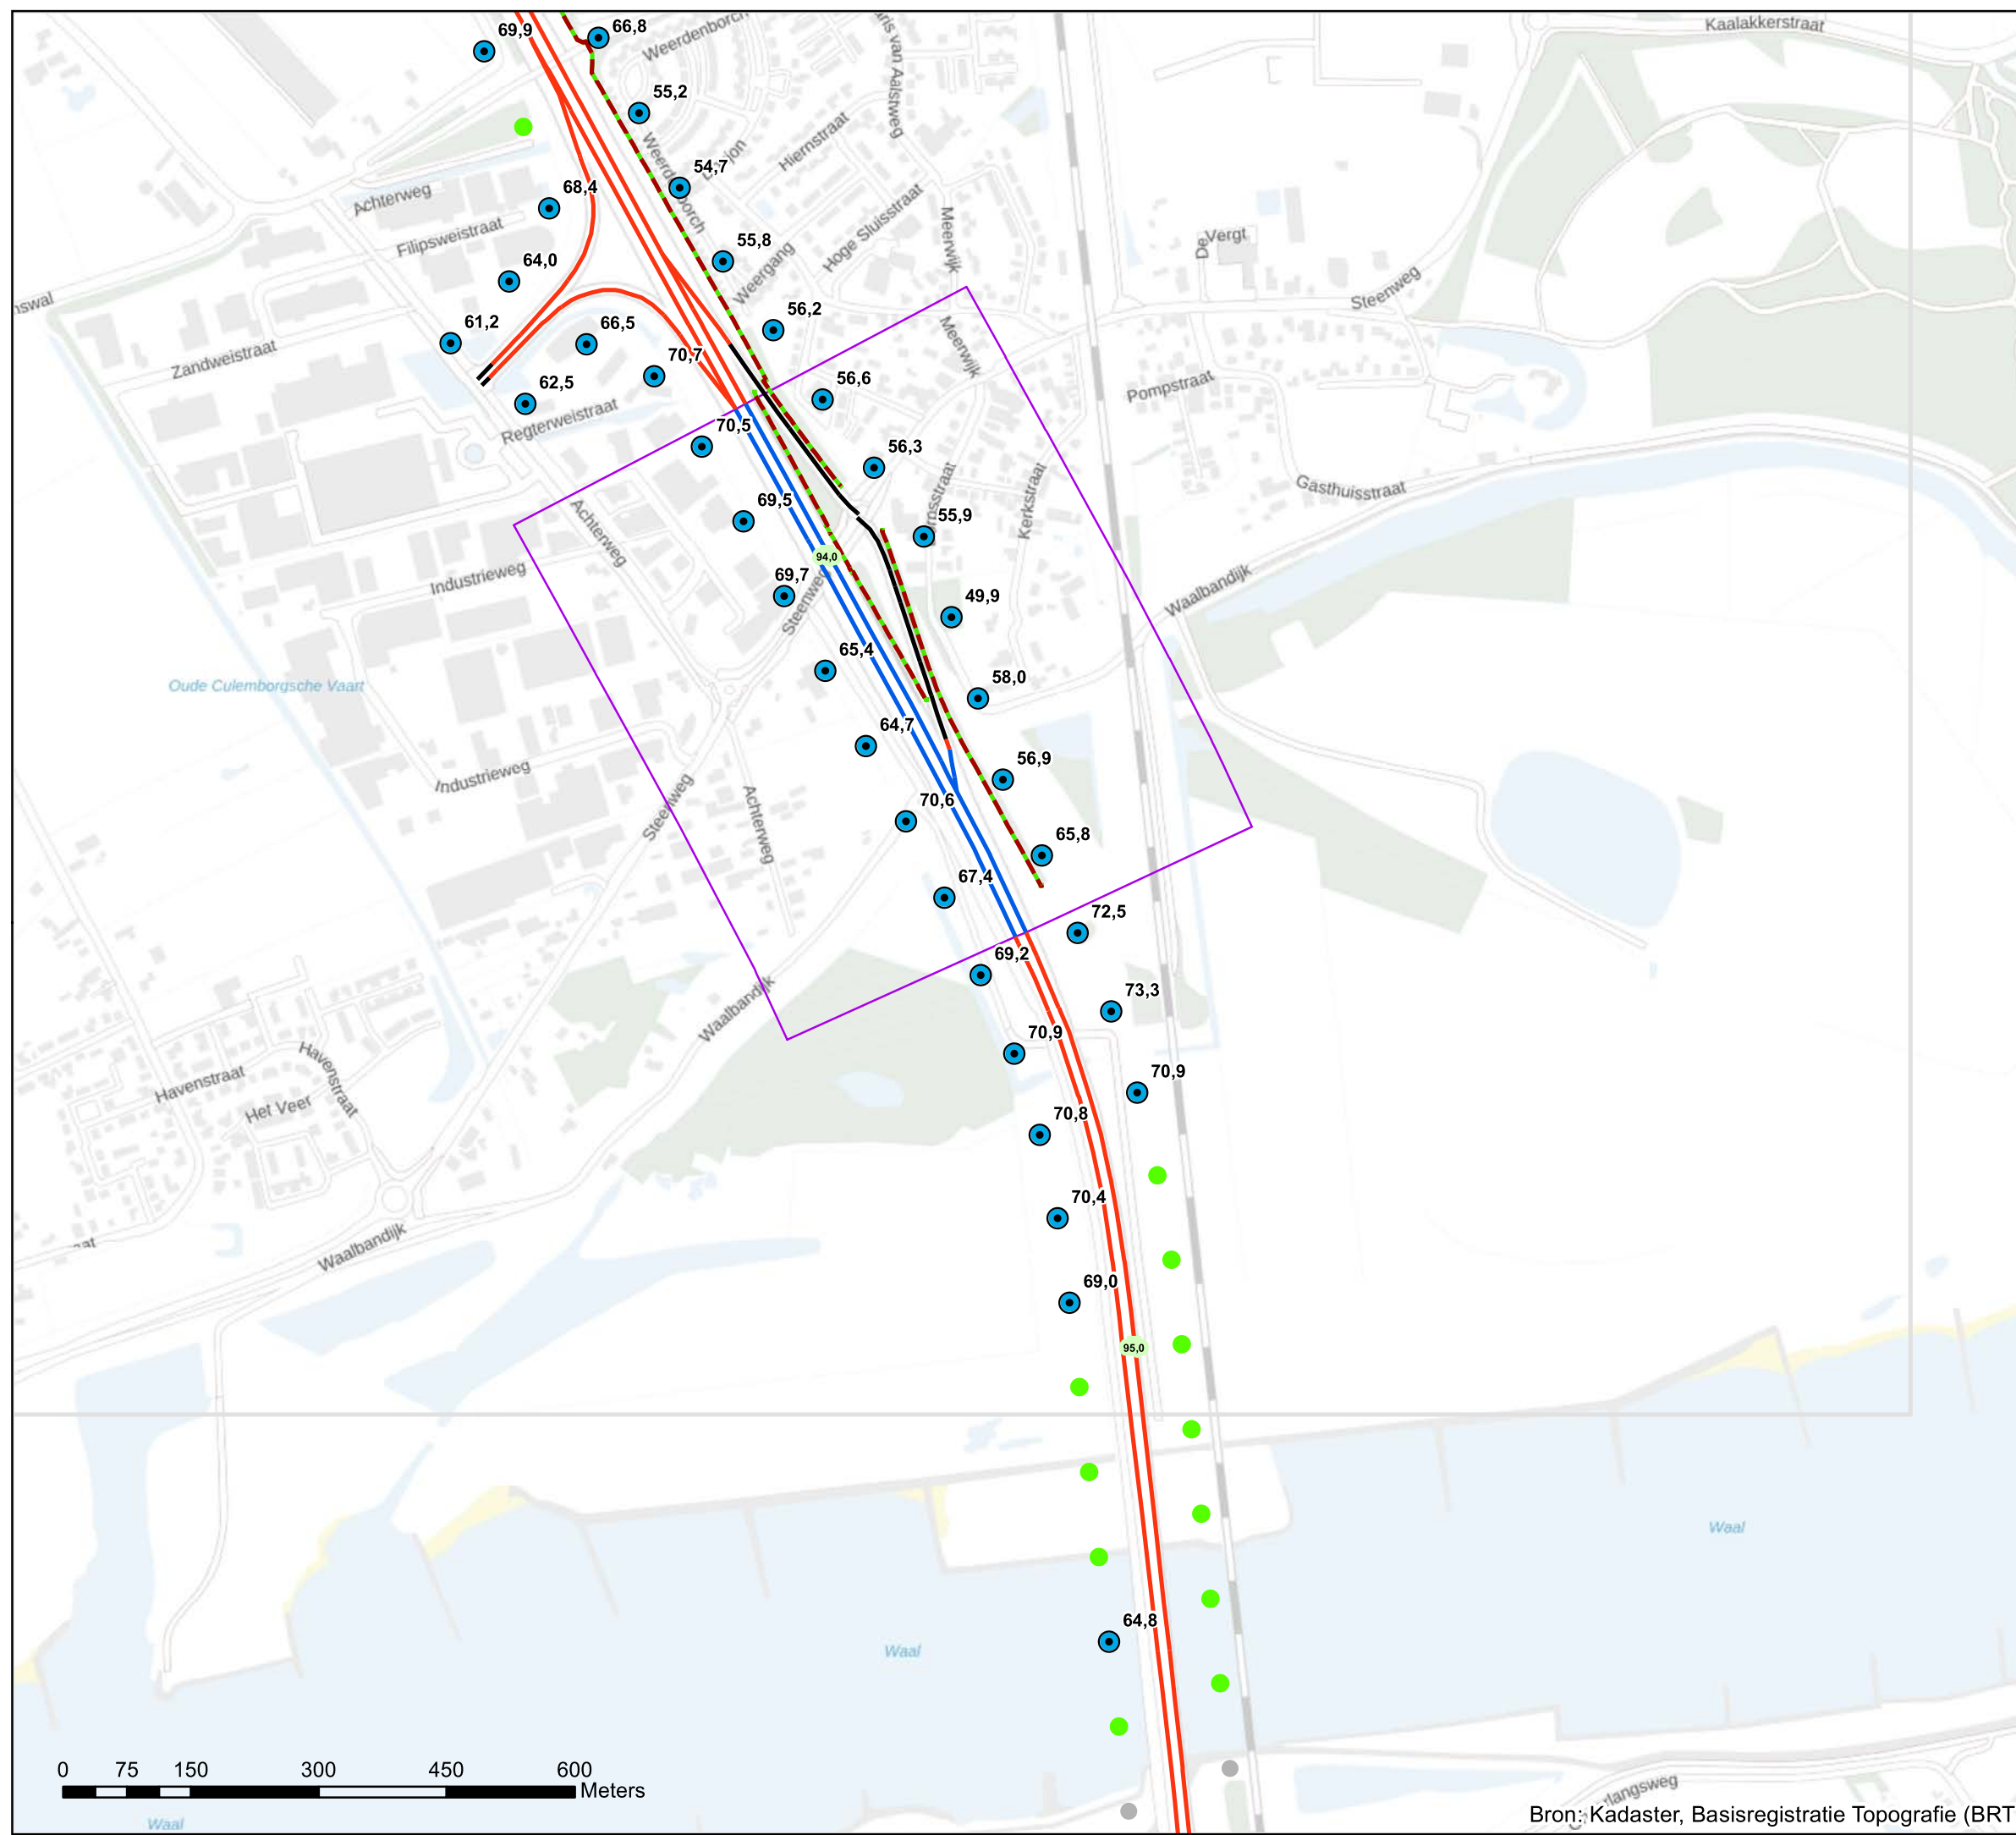 Kaalakkerstraat
69,9
66,8
Weerdenborch
55,2
Hiernstraat
54,7
Achterweg
68,4
Filipsweistraat
Hoge Sluisstraat
Meerwijk
De Vergt
55,8
Weergang
64,0
Steenweg
61,2
56,2
66,5
Zandweistraat
70,7
Meerwijk
62,5
56,6
Pompstraat
Regterweistraat
70,5
56,3
Kerkstraat
Gasthuisstraat
69,5
55,9
Achterweg
94,0
Industrieweg
69,7
Steenweg
49,9
Waalbandijk
65,4
58,0
Oude Culemborgsche Vaart
64,7
56,9
Industrieweg
Steenweg
Achterweg
70,6
65,8
67,4
72,5
69,2
73,3
Waalbandijk
70,9
70,9
Havenstraat
Havenstraat
Het Veer
70,8
70,4
Waalbandijk
69,0
95,0
Waal
64,8
Waal
0 75 150 300 450 600
Meters
Waal
Bron: Kadaster, Basisregistratie Topografie (BRT